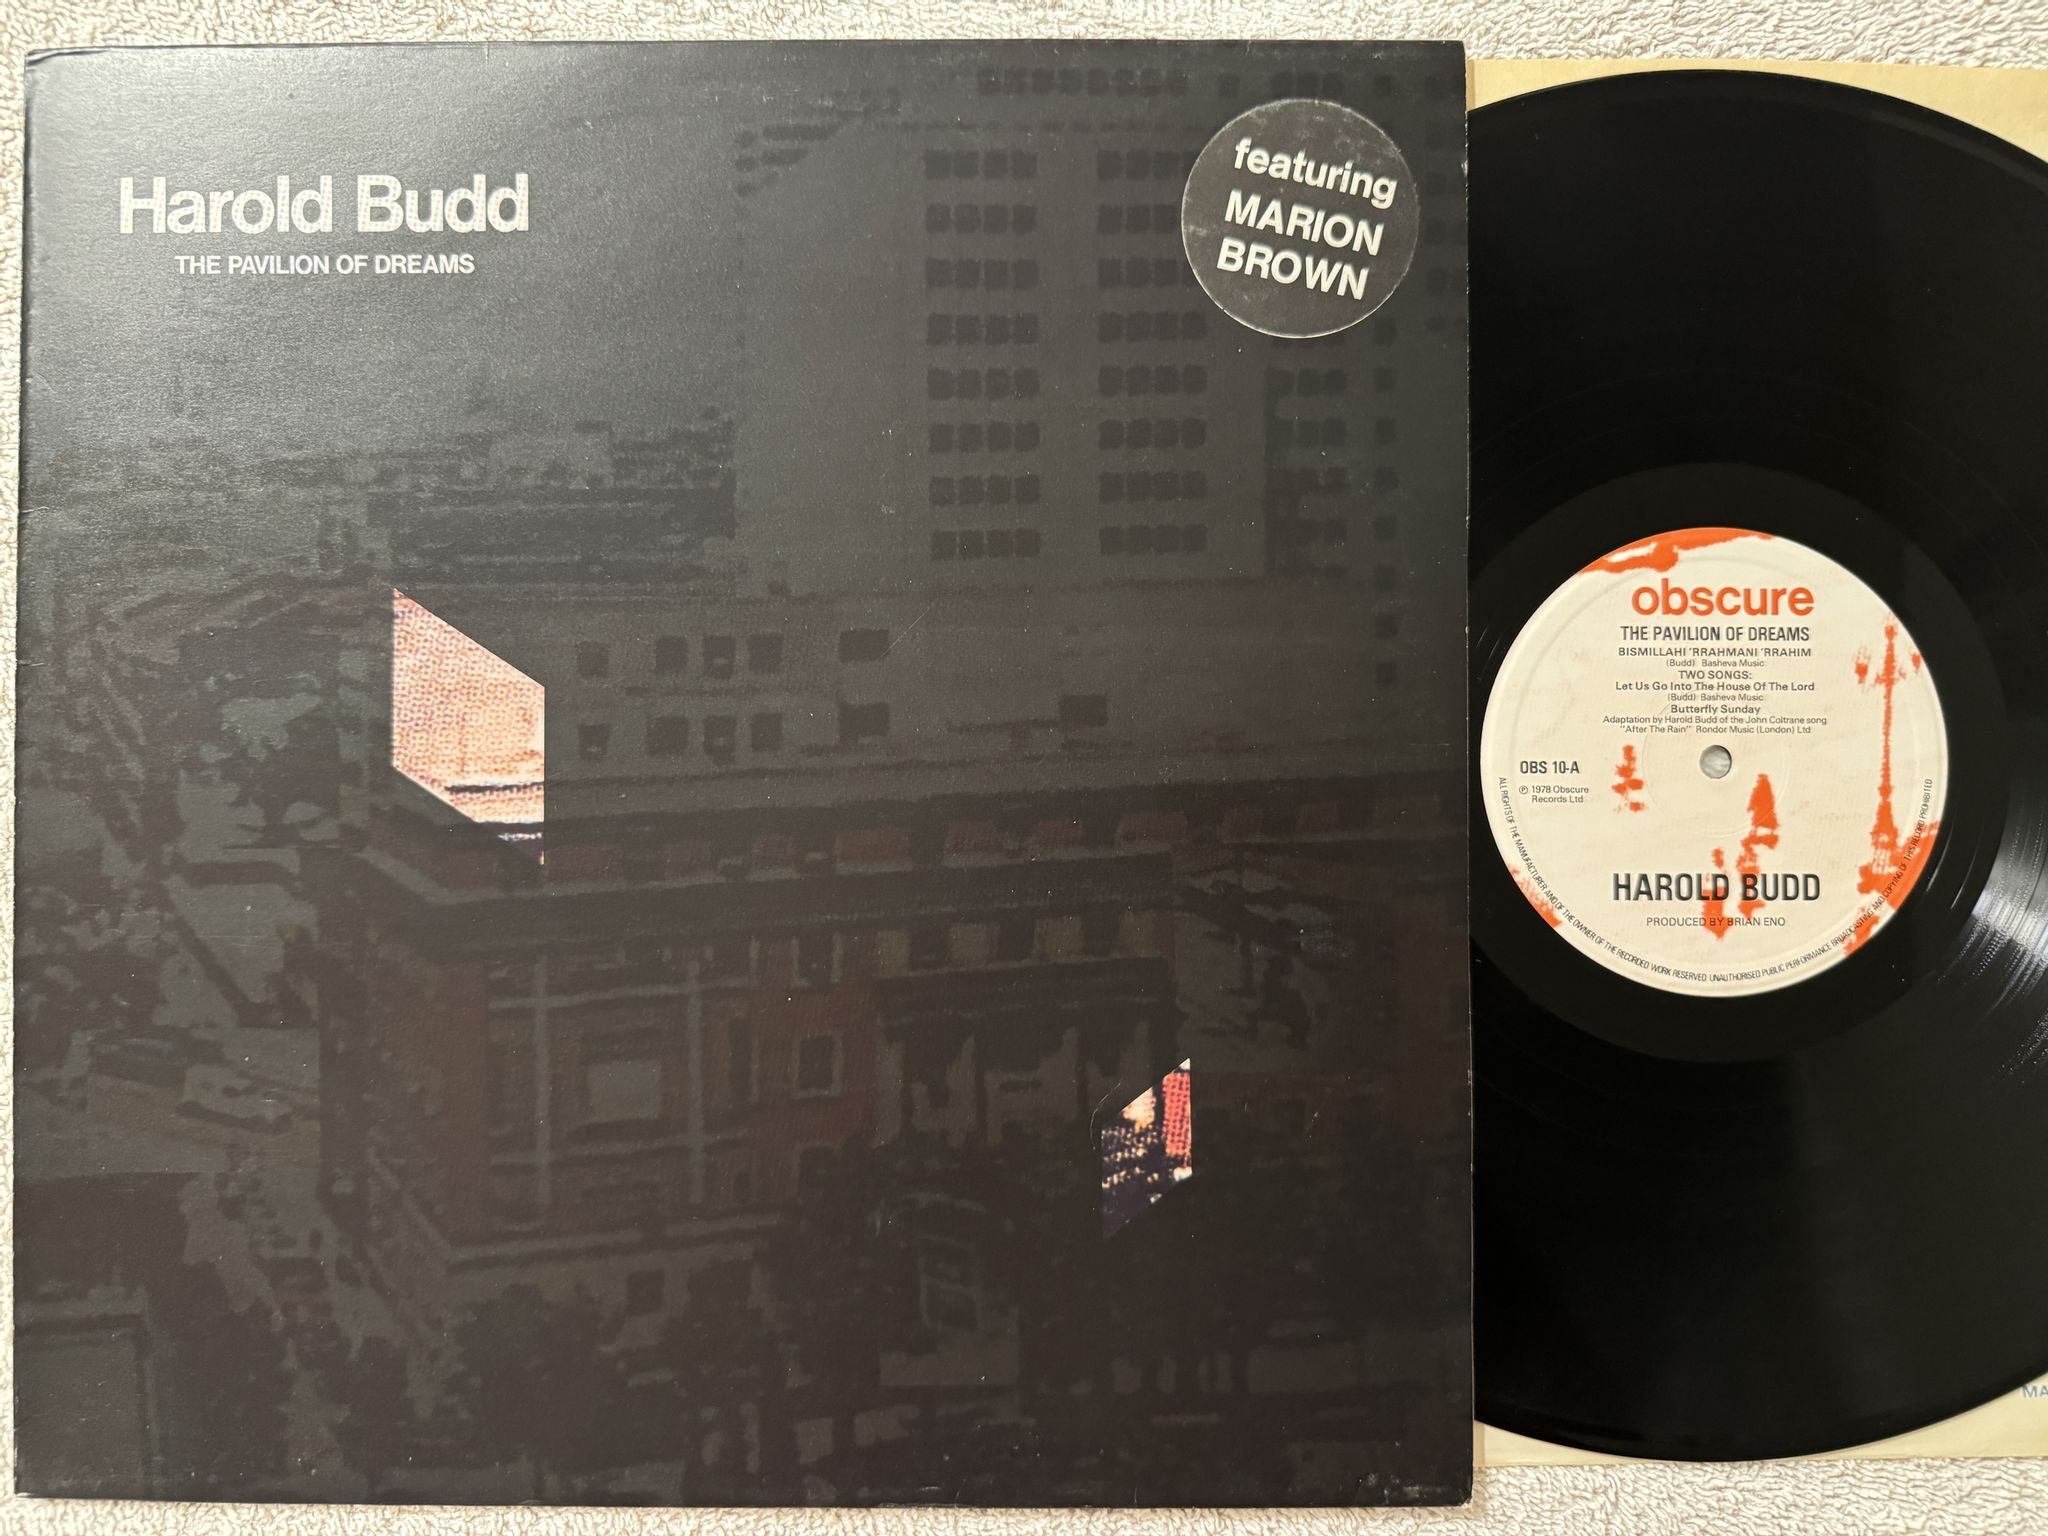 Harold Budd
THE PAVILION OF DREAMS
featuring
MARION
BROWN
obscure
THE PAVILION OF DREAMS
BISMILLAHI 'RRAHMANI 'RRAHIM
(Budd) Basheva Music
TWO SONGS:
Let Us Go Into The House Of The Lord
(Budd) Basheva Music
Butterfly Sunday
Adaptation by Harold Budd of the John Coltrane song
"After The Rain" Rondor Music (London) Ltd
OBS 10-A
℗ 1978 Obscure
Records Ltd
HAROLD BUDD
PRODUCED BY BRIAN ENO
ALL RIGHTS OF THE MANUFACTURER AND OF THE OWNER OF THE RECORDED WORK RESERVED. UNAUTHORISED PUBLIC PERFORMANCE BROADCASTING AND COPYING OF THIS RECORD PROHIBITED
MA